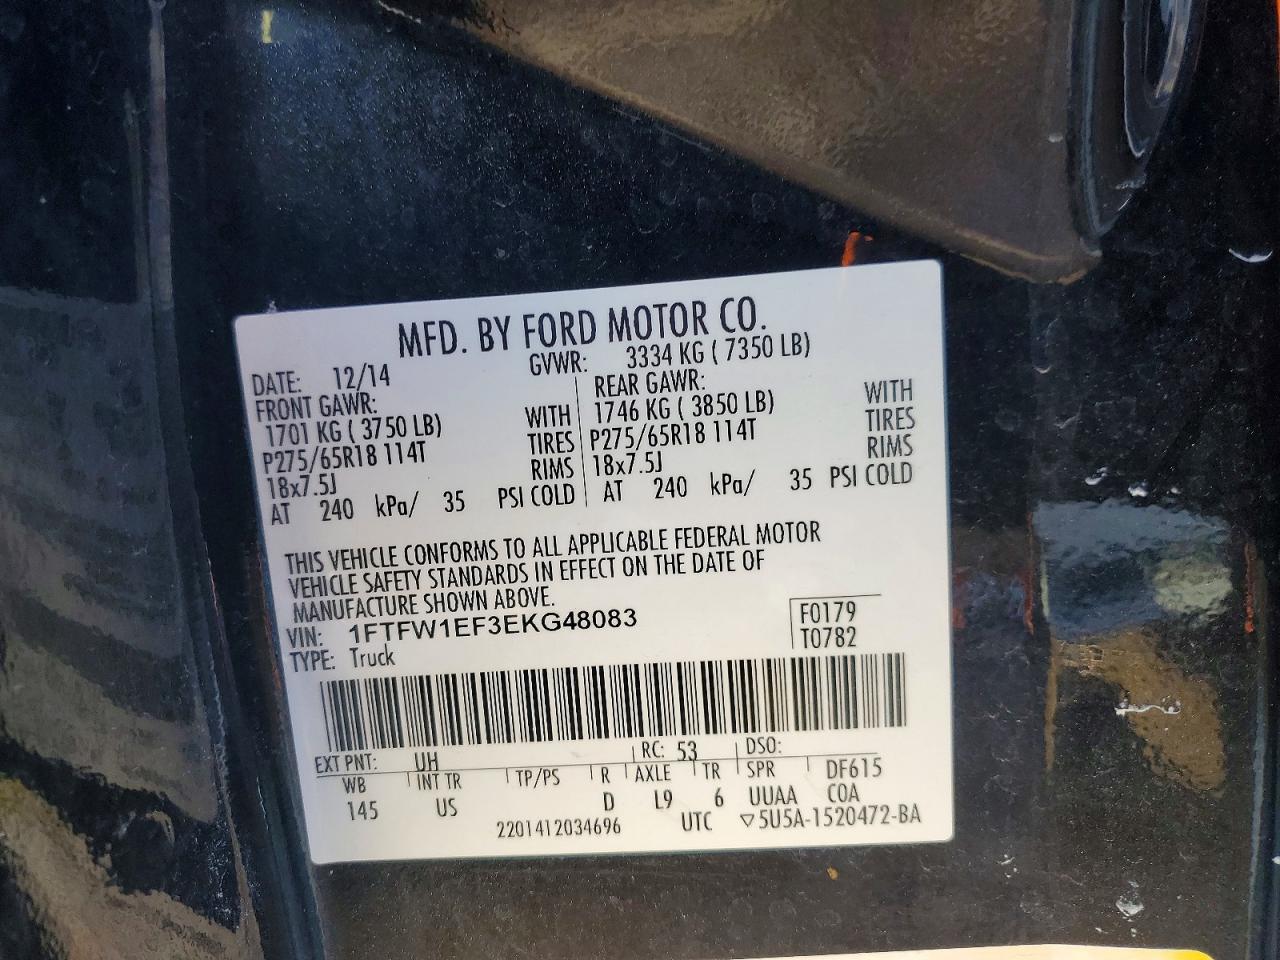 MFD. BY FORD MOTOR CO.
DATE: 12/14
GVWR: 3334 KG ( 7350 LB)
FRONT GAWR:
1701 KG ( 3750 LB) WITH
P275/65R18 114T TIRES
18x7.5J RIMS
AT 240 kPa/ 35 PSI COLD
REAR GAWR:
1746 KG ( 3850 LB) WITH
P275/65R18 114T TIRES
18x7.5J RIMS
AT 240 kPa/ 35 PSI COLD
THIS VEHICLE CONFORMS TO ALL APPLICABLE FEDERAL MOTOR
VEHICLE SAFETY STANDARDS IN EFFECT ON THE DATE OF
MANUFACTURE SHOWN ABOVE.
VIN: 1FTFW1EF3EKG48083
TYPE: Truck
F0179
T0782
EXT PNT: UH RC: 53 DSO:
WB INT TR TP/PS R AXLE TR SPR DF615
145 US D L9 6 UUAA COA
2201412034696 UTC ▽5U5A-1520472-BA